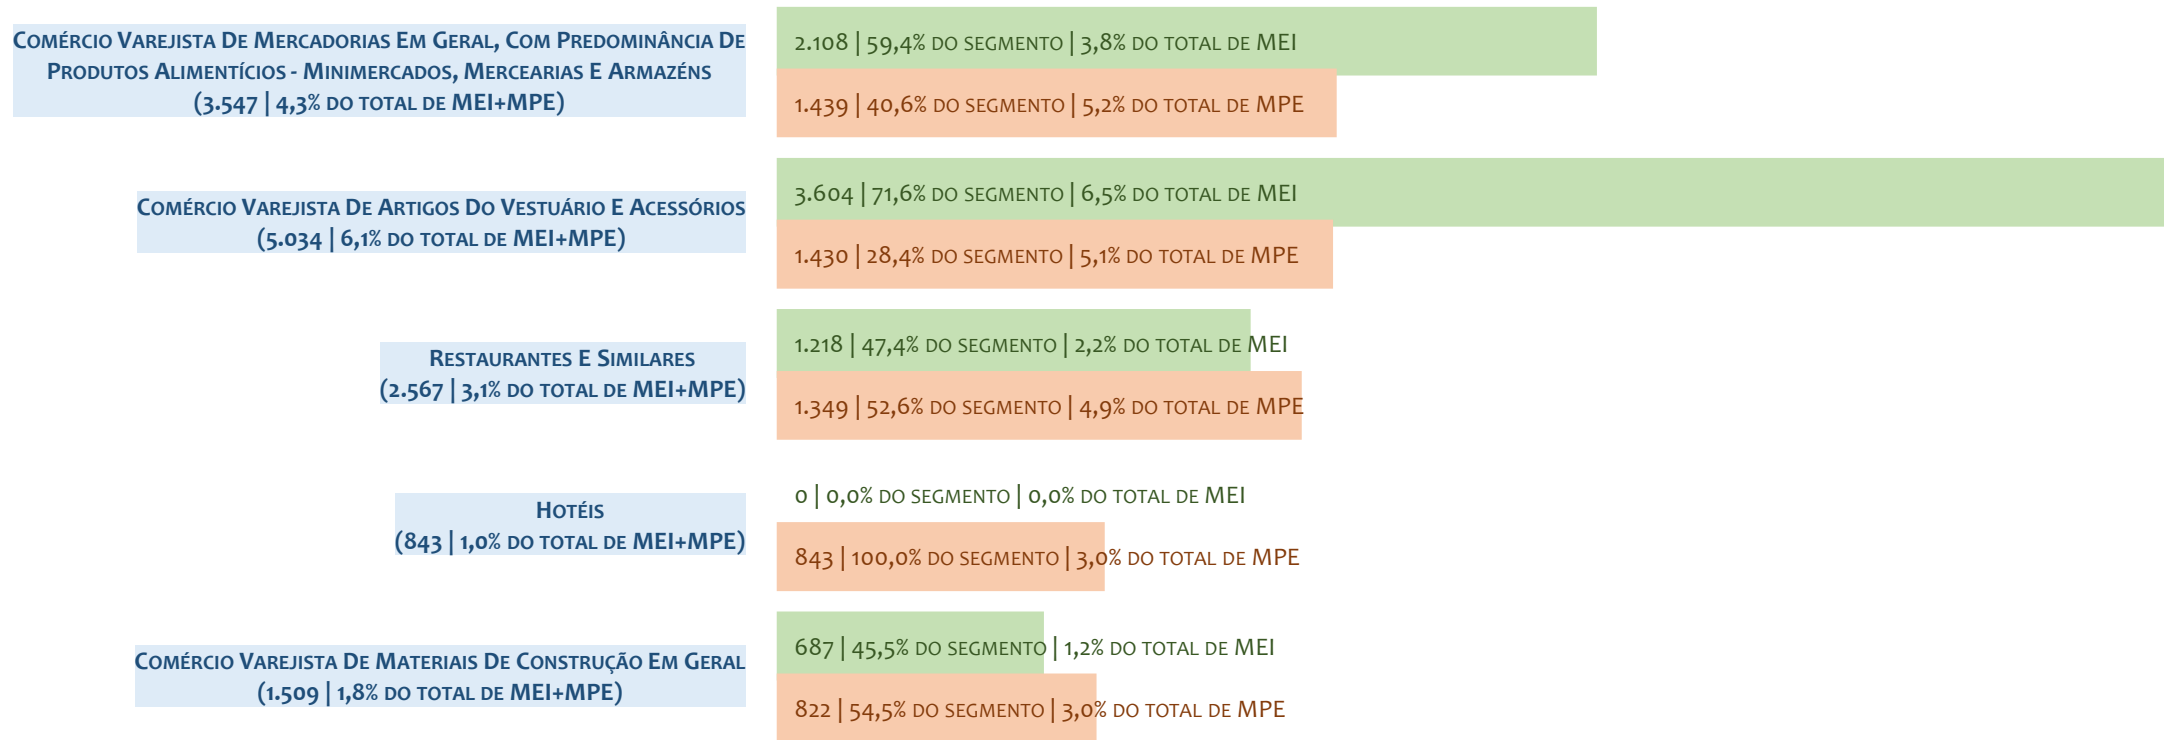 Comércio Varejista De Mercadorias Em Geral, Com Predominância De
Produtos Alimentícios - Minimercados, Mercearias E Armazéns
(3.547 | 4,3% do total de MEI+MPE)
2.108 | 59,4% do segmento | 3,8% do total de MEI
1.439 | 40,6% do segmento | 5,2% do total de MPE
Comércio Varejista De Artigos Do Vestuário E Acessórios
(5.034 | 6,1% do total de MEI+MPE)
3.604 | 71,6% do segmento | 6,5% do total de MEI
1.430 | 28,4% do segmento | 5,1% do total de MPE
Restaurantes E Similares
(2.567 | 3,1% do total de MEI+MPE)
1.218 | 47,4% do segmento | 2,2% do total de MEI
1.349 | 52,6% do segmento | 4,9% do total de MPE
Hotéis
(843 | 1,0% do total de MEI+MPE)
0 | 0,0% do segmento | 0,0% do total de MEI
843 | 100,0% do segmento | 3,0% do total de MPE
Comércio Varejista De Materiais De Construção Em Geral
(1.509 | 1,8% do total de MEI+MPE)
687 | 45,5% do segmento | 1,2% do total de MEI
822 | 54,5% do segmento | 3,0% do total de MPE